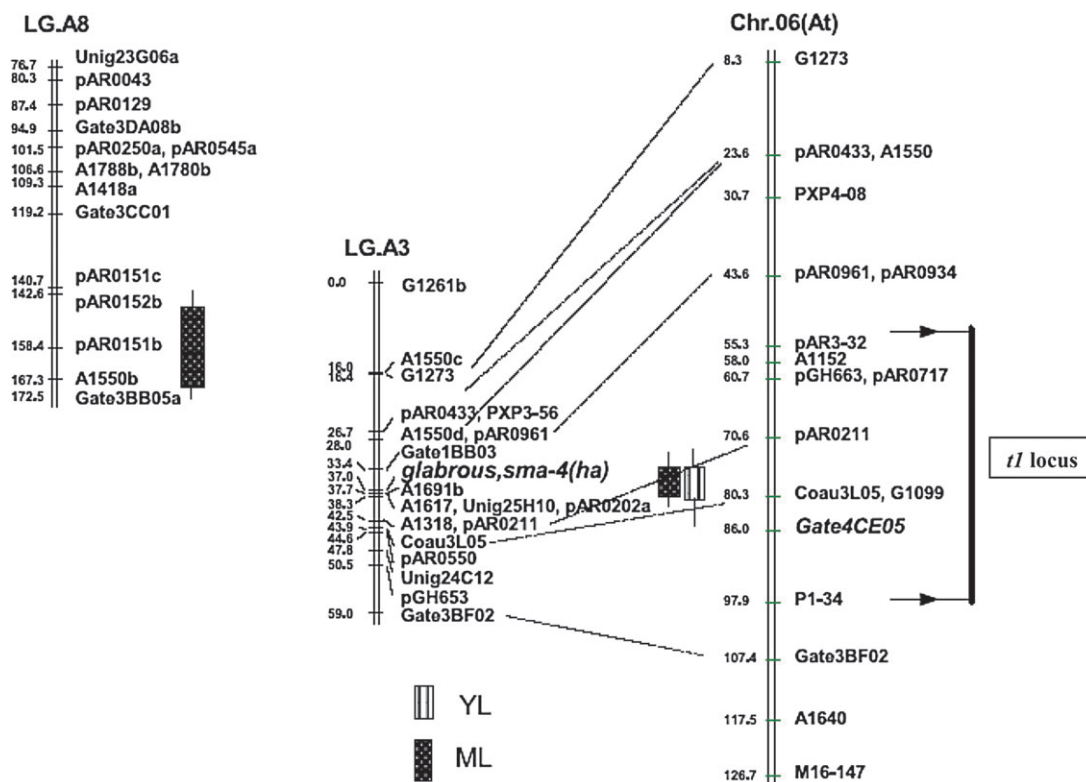 LG.A8
76.7 Unig23G06a
80.3 pAR0043
87.4 pAR0129
94.9 Gate3DA08b
101.5 pAR0250a, pAR0545a
106.6 A1788b, A1780b
109.3 A1418a
119.2 Gate3CC01
140.7 pAR0151c
142.6 pAR0152b
158.4 pAR0151b
167.3 A1550b
172.5 Gate3BB05a
LG.A3
0.0 G1261b
16.0 A1550c
16.4 G1273
26.7 pAR0433, PXP3-56
28.0 A1550d, pAR0961
33.4 Gate1BB03
37.0 glabrous,sma-4(ha)
37.7 A1691b
38.3 A1617, Unig25H10, pAR0202a
42.5 A1318, pAR0211
43.9 Coau3L05
44.6 pAR0550
47.8 Unig24C12
50.5 pGH653
59.0 Gate3BF02
YL
ML
Chr.06(At)
8.3 G1273
23.6 pAR0433, A1550
30.7 PXP4-08
43.6 pAR0961, pAR0934
55.3 pAR3-32
58.0 A1152
60.7 pGH663, pAR0717
70.6 pAR0211
80.3 Coau3L05, G1099
86.0 Gate4CE05
97.9 P1-34
107.4 Gate3BF02
117.5 A1640
126.7 M16-147
t1 locus